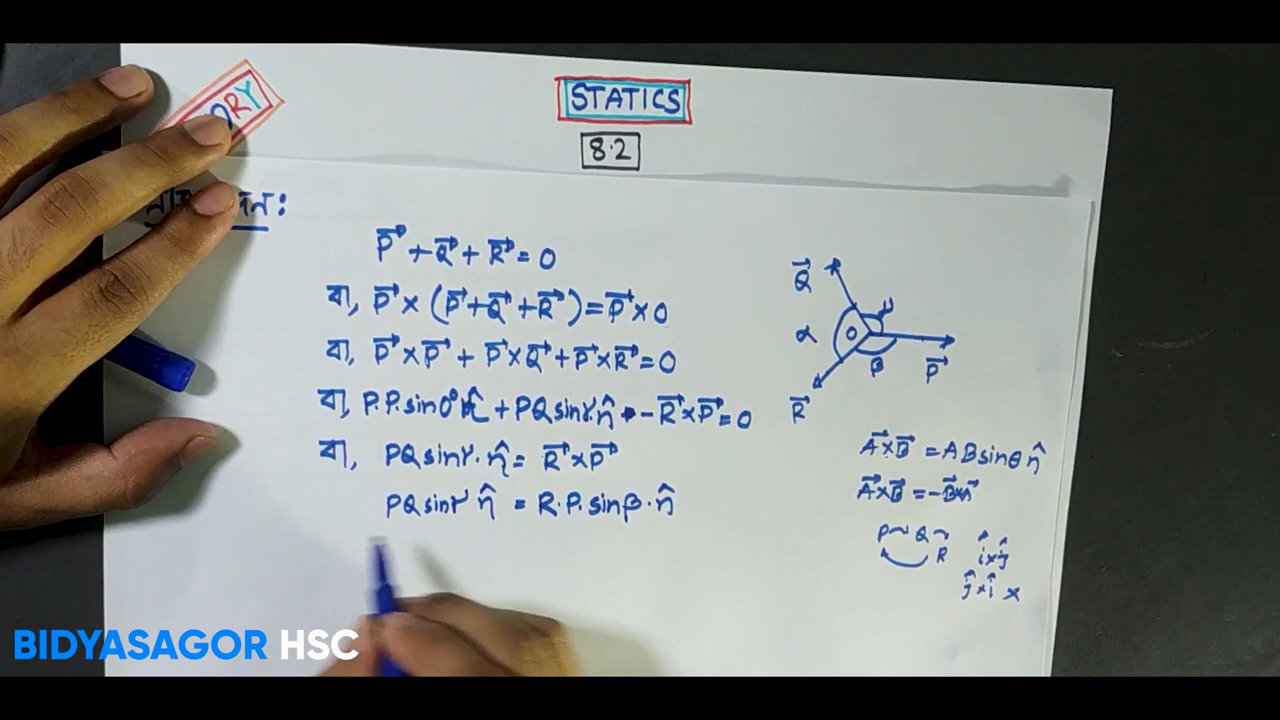 STATICS
8.2
P⃗ + Q⃗ + R⃗ = 0
বা, P⃗ × (P⃗ + Q⃗ + R⃗) = P⃗ × 0
বা, P⃗ × P⃗ + P⃗ × Q⃗ + P⃗ × R⃗ = 0
বা, P.P. sin0° n̂ + PQ sinγ. n̂ - R⃗ × P⃗ = 0
বা, PQ sinγ. n̂ = R⃗ × P⃗
PQ sinγ n̂ = R.P. sinβ. n̂
Q⃗
α O γ
β P⃗
R⃗
A⃗ × B⃗ = AB sinθ n̂
A⃗ × B⃗ = -B⃗ × A⃗
P Q
R
î × ĵ
ĵ × î ×
BIDYASAGOR HSC